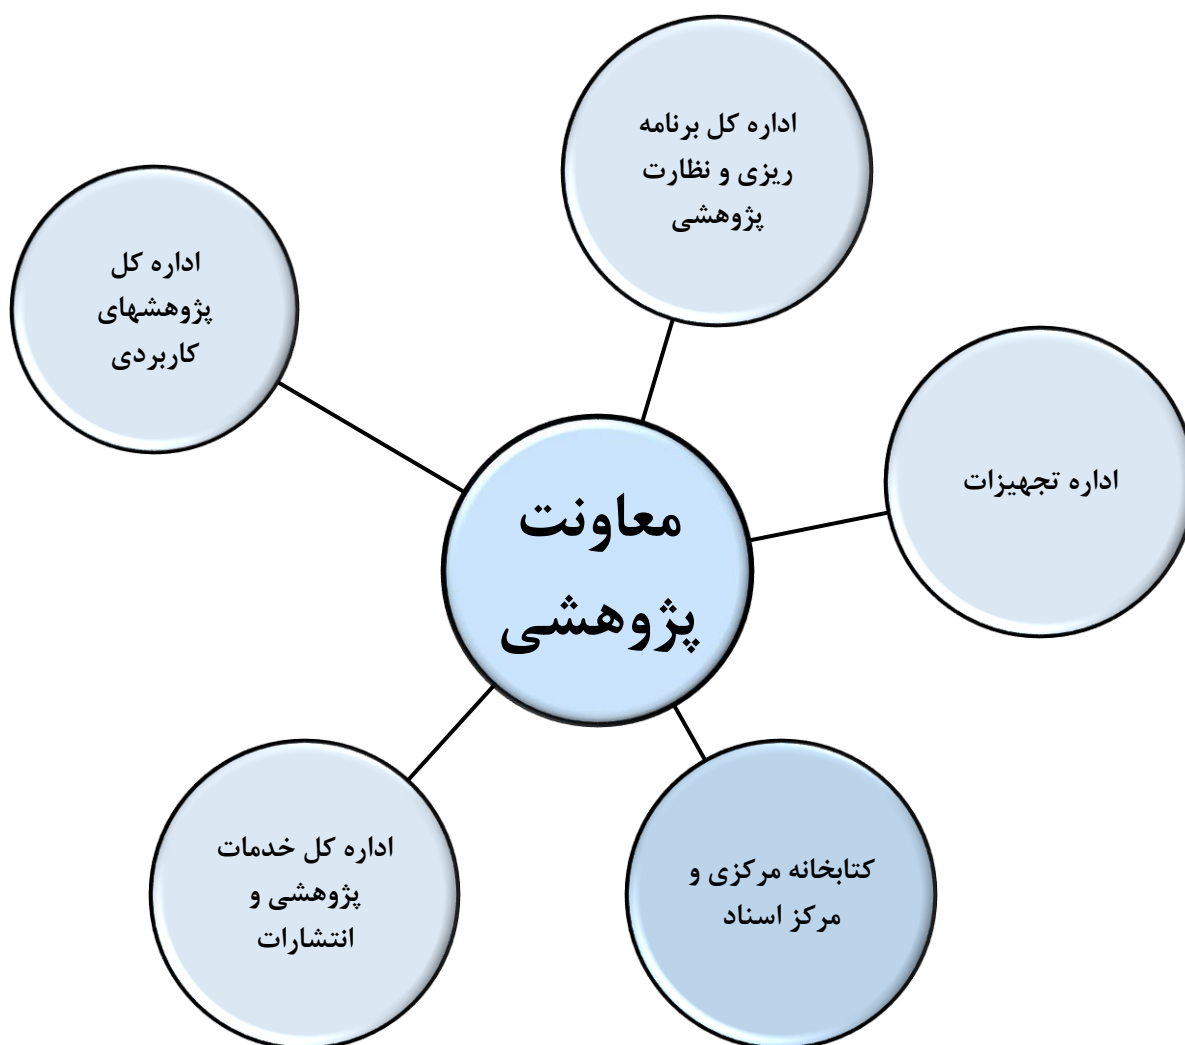 اداره کل برنامه
ریزی و نظارت
پژوهشی
اداره کل
پژوهشهای
کاربردی
اداره تجهیزات
معاونت
پژوهشی
اداره کل خدمات
پژوهشی و
انتشارات
کتابخانه مرکزی و
مرکز اسناد